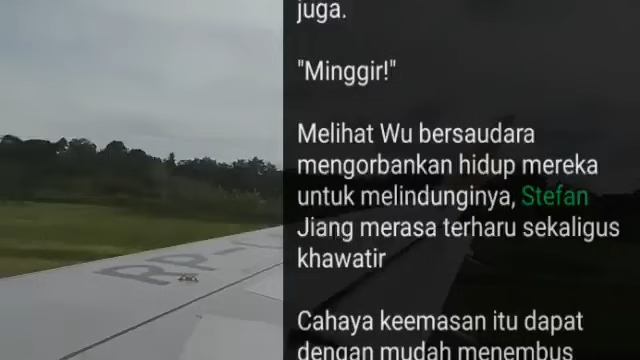 juga.
"Minggir!"
Melihat Wu bersaudara
mengorbankan hidup mereka
untuk melindunginya, Stefan
Jiang merasa terharu sekaligus
khawatir
Cahaya keemasan itu dapat
dengan mudah menembus
RP-C